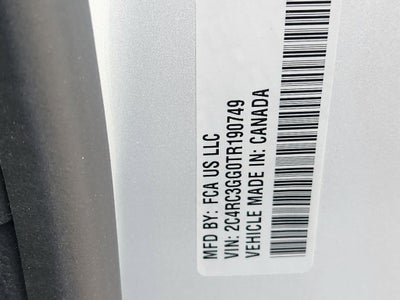 MFD BY: FCA US LLC
VIN: 2C4RC3GG0TR190749
VEHICLE MADE IN: CANADA